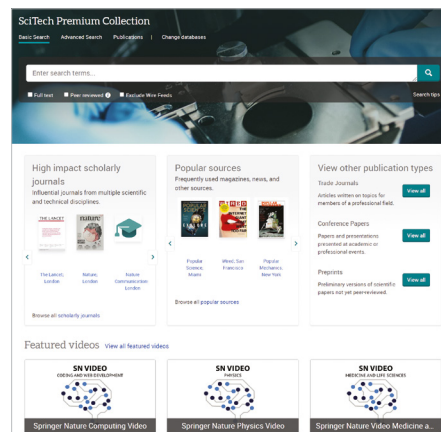 SciTech Premium Collection
Basic Search Advanced Search Publications | Change databases
Enter search terms...
Full text Peer reviewed Exclude Wire Feeds
Search tips
High impact scholarly
journals
Influential journals from multiple scientific
and technical disciplines.
THE LANCET
nature
The Lancet;
London
Nature;
London
Nature
Communication
London
Browse all scholarly journals
Popular sources
Frequently used magazines, news, and
other sources.
Popular
Science;
Miami
Wired; San
Francisco
Popular
Mechanics;
New York
Browse all popular sources
View other publication types
Trade Journals
Articles written on topics for
members of a professional field.
View all
Conference Papers
Papers and presentations
presented at academic or
professional events.
View all
Preprints
Preliminary versions of scientific
papers not yet peer-reviewed.
View all
Featured videos View all featured videos
SN VIDEO
CODING AND WEB DEVELOPMENT
Springer Nature Computing Video
SN VIDEO
PHYSICS
Springer Nature Physics Video
SN VIDEO
MEDICINE AND LIFE SCIENCES
Springer Nature Video Medicine a...